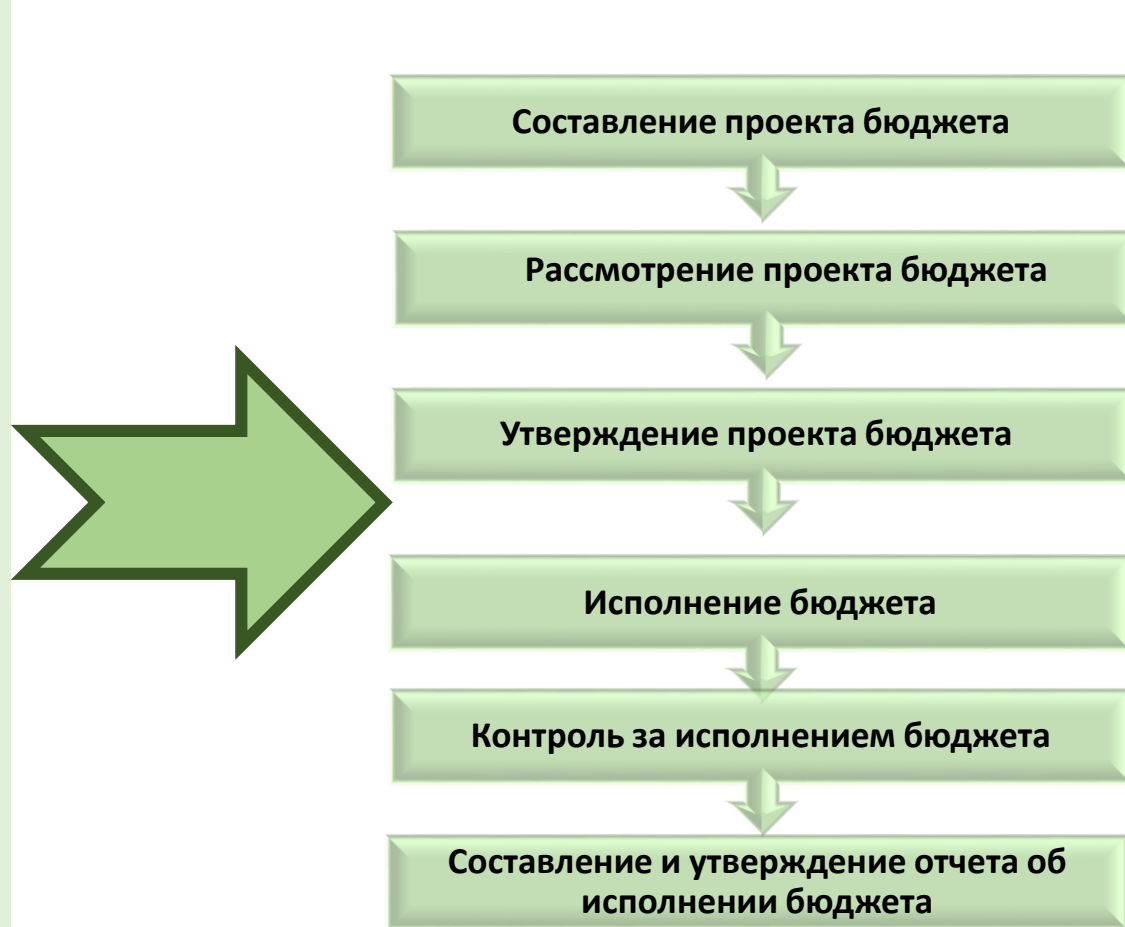 Составление проекта бюджета
Рассмотрение проекта бюджета
Утверждение проекта бюджета
Исполнение бюджета
Контроль за исполнением бюджета
Составление и утверждение отчета об
исполнении бюджета